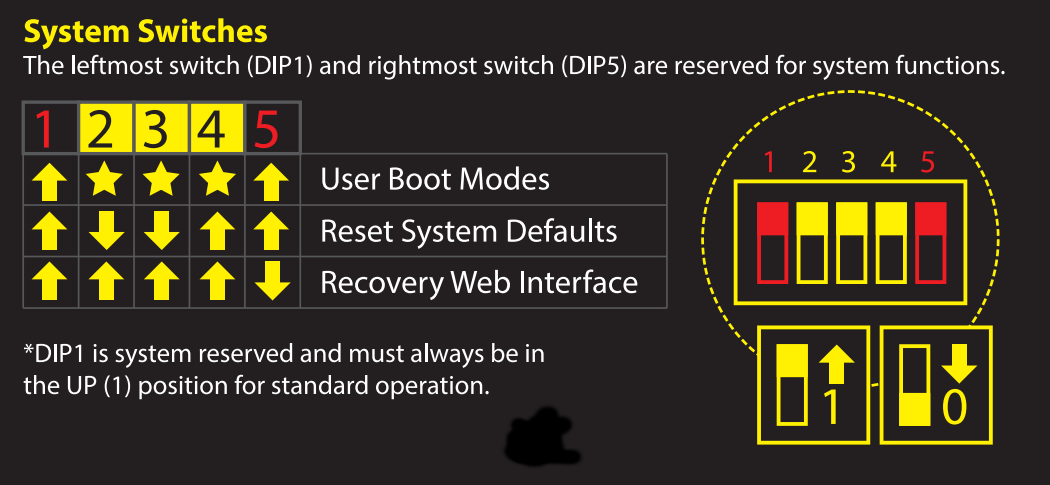 System Switches
The leftmost switch (DIP1) and rightmost switch (DIP5) are reserved for system functions.
1 2 3 4 5
User Boot Modes
Reset System Defaults
Recovery Web Interface
*DIP1 is system reserved and must always be in
the UP (1) position for standard operation.
1 2 3 4 5
1 0